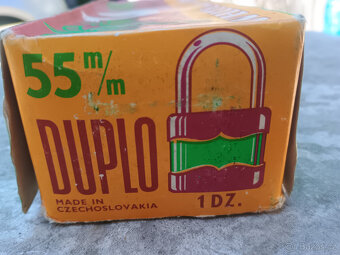 55 m/m
DUPLO
MADE IN
CZECHOSLOVAKIA
1 DZ.